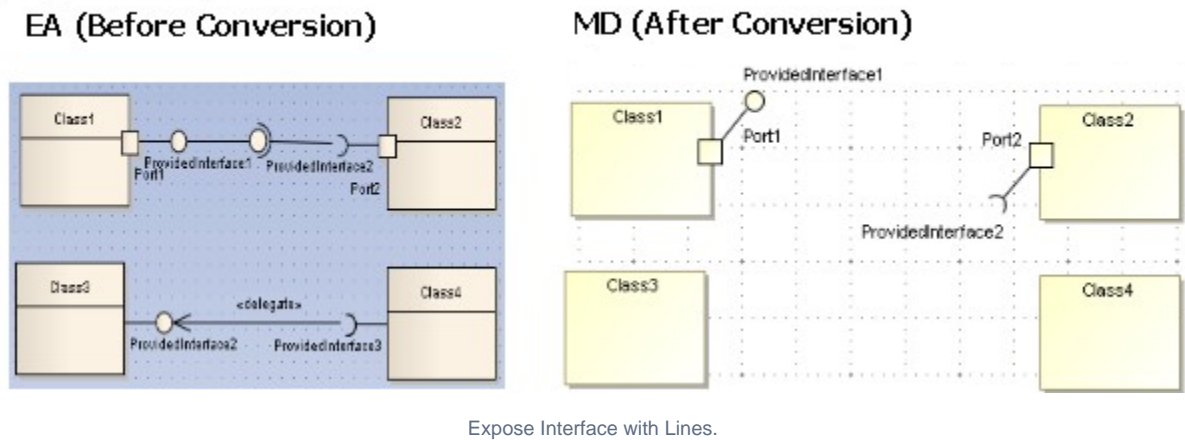 EA (Before Conversion)
MD (After Conversion)
Class1
Class2
ProvidedInterface1
Port1
ProvidedInterface2
Port2
Class3
Class4
«delegate»
ProvidedInterface2
ProvidedInterface3
ProvidedInterface1
Class1
Port1
Class2
Port2
ProvidedInterface2
Class3
Class4
Expose Interface with Lines.